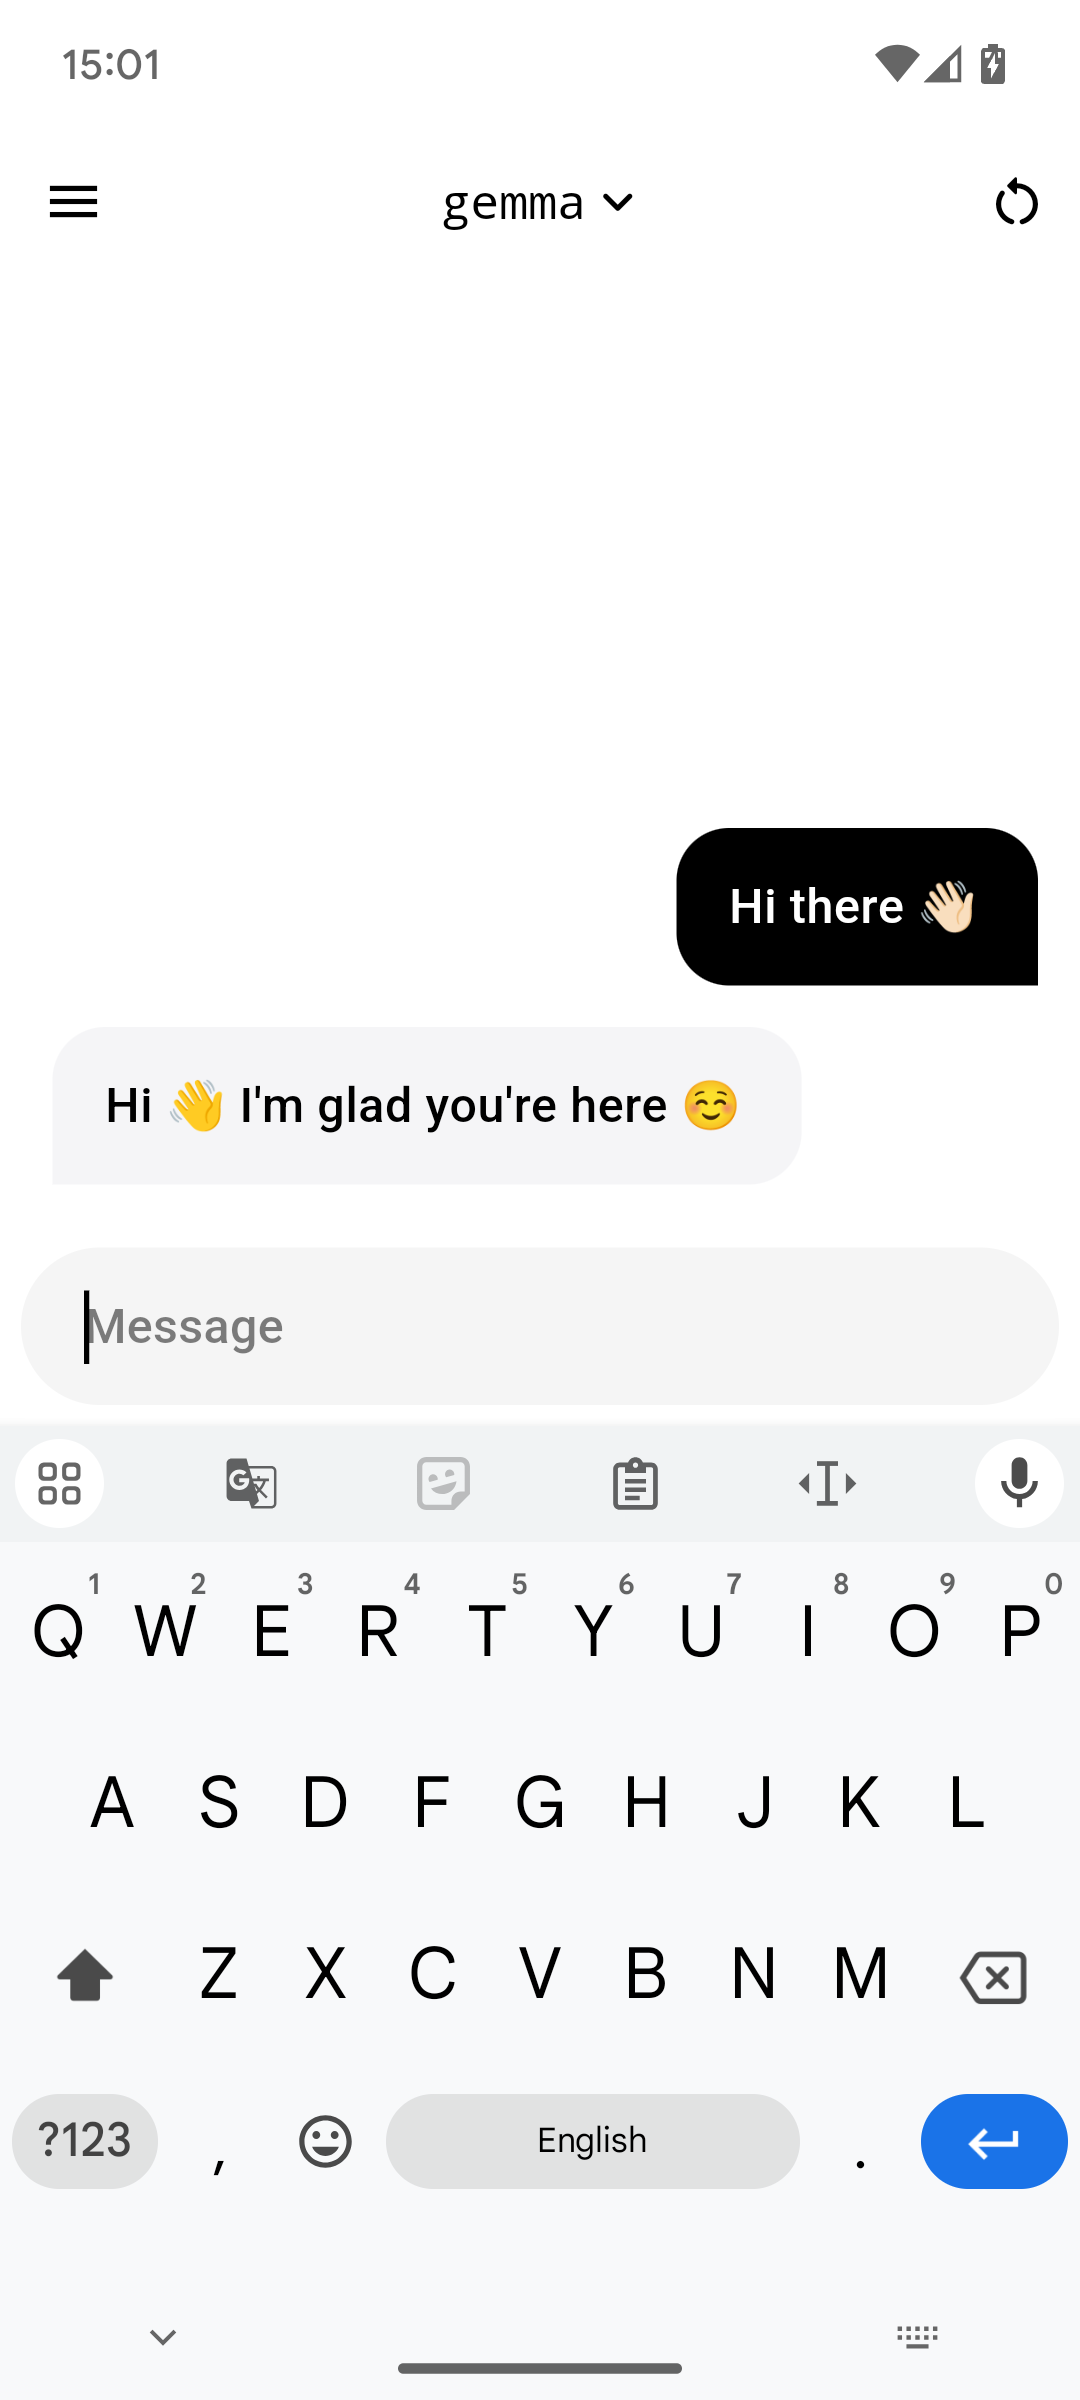 15:01
gemma
Hi there 👋🏻
Hi 👋 I'm glad you're here ☺️
Message
1 2 3 4 5 6 7 8 9 0
Q W E R T Y U I O P
A S D F G H J K L
Z X C V B N M
?123 , English .